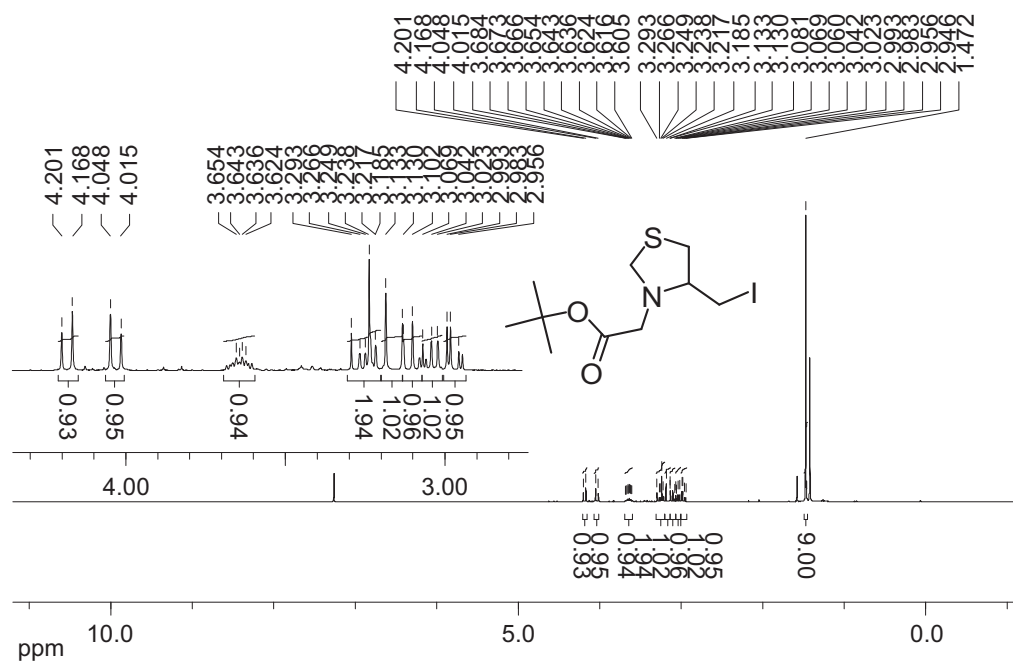 4.201 4.168 4.048 4.015 3.684 3.673 3.666 3.654 3.643 3.636 3.624 3.616 3.605 3.293 3.266 3.249 3.238 3.217 3.185 3.133 3.130 3.081 3.069 3.060 3.042 3.023 2.993 2.983 2.956 2.946 1.472
4.201 4.168 4.048 4.015 3.654 3.643 3.636 3.624 3.293 3.266 3.249 3.238 3.217 3.185 3.133 3.130 3.102 3.069 3.042 3.023 2.993 2.983 2.956
S
N
I
O
O
0.93 0.95 0.94 1.94 1.02 0.96 1.02 0.95
4.00 3.00
0.93 0.95 0.94 1.94 1.02 0.96 1.02 0.95 9.00
10.0 5.0 0.0
ppm